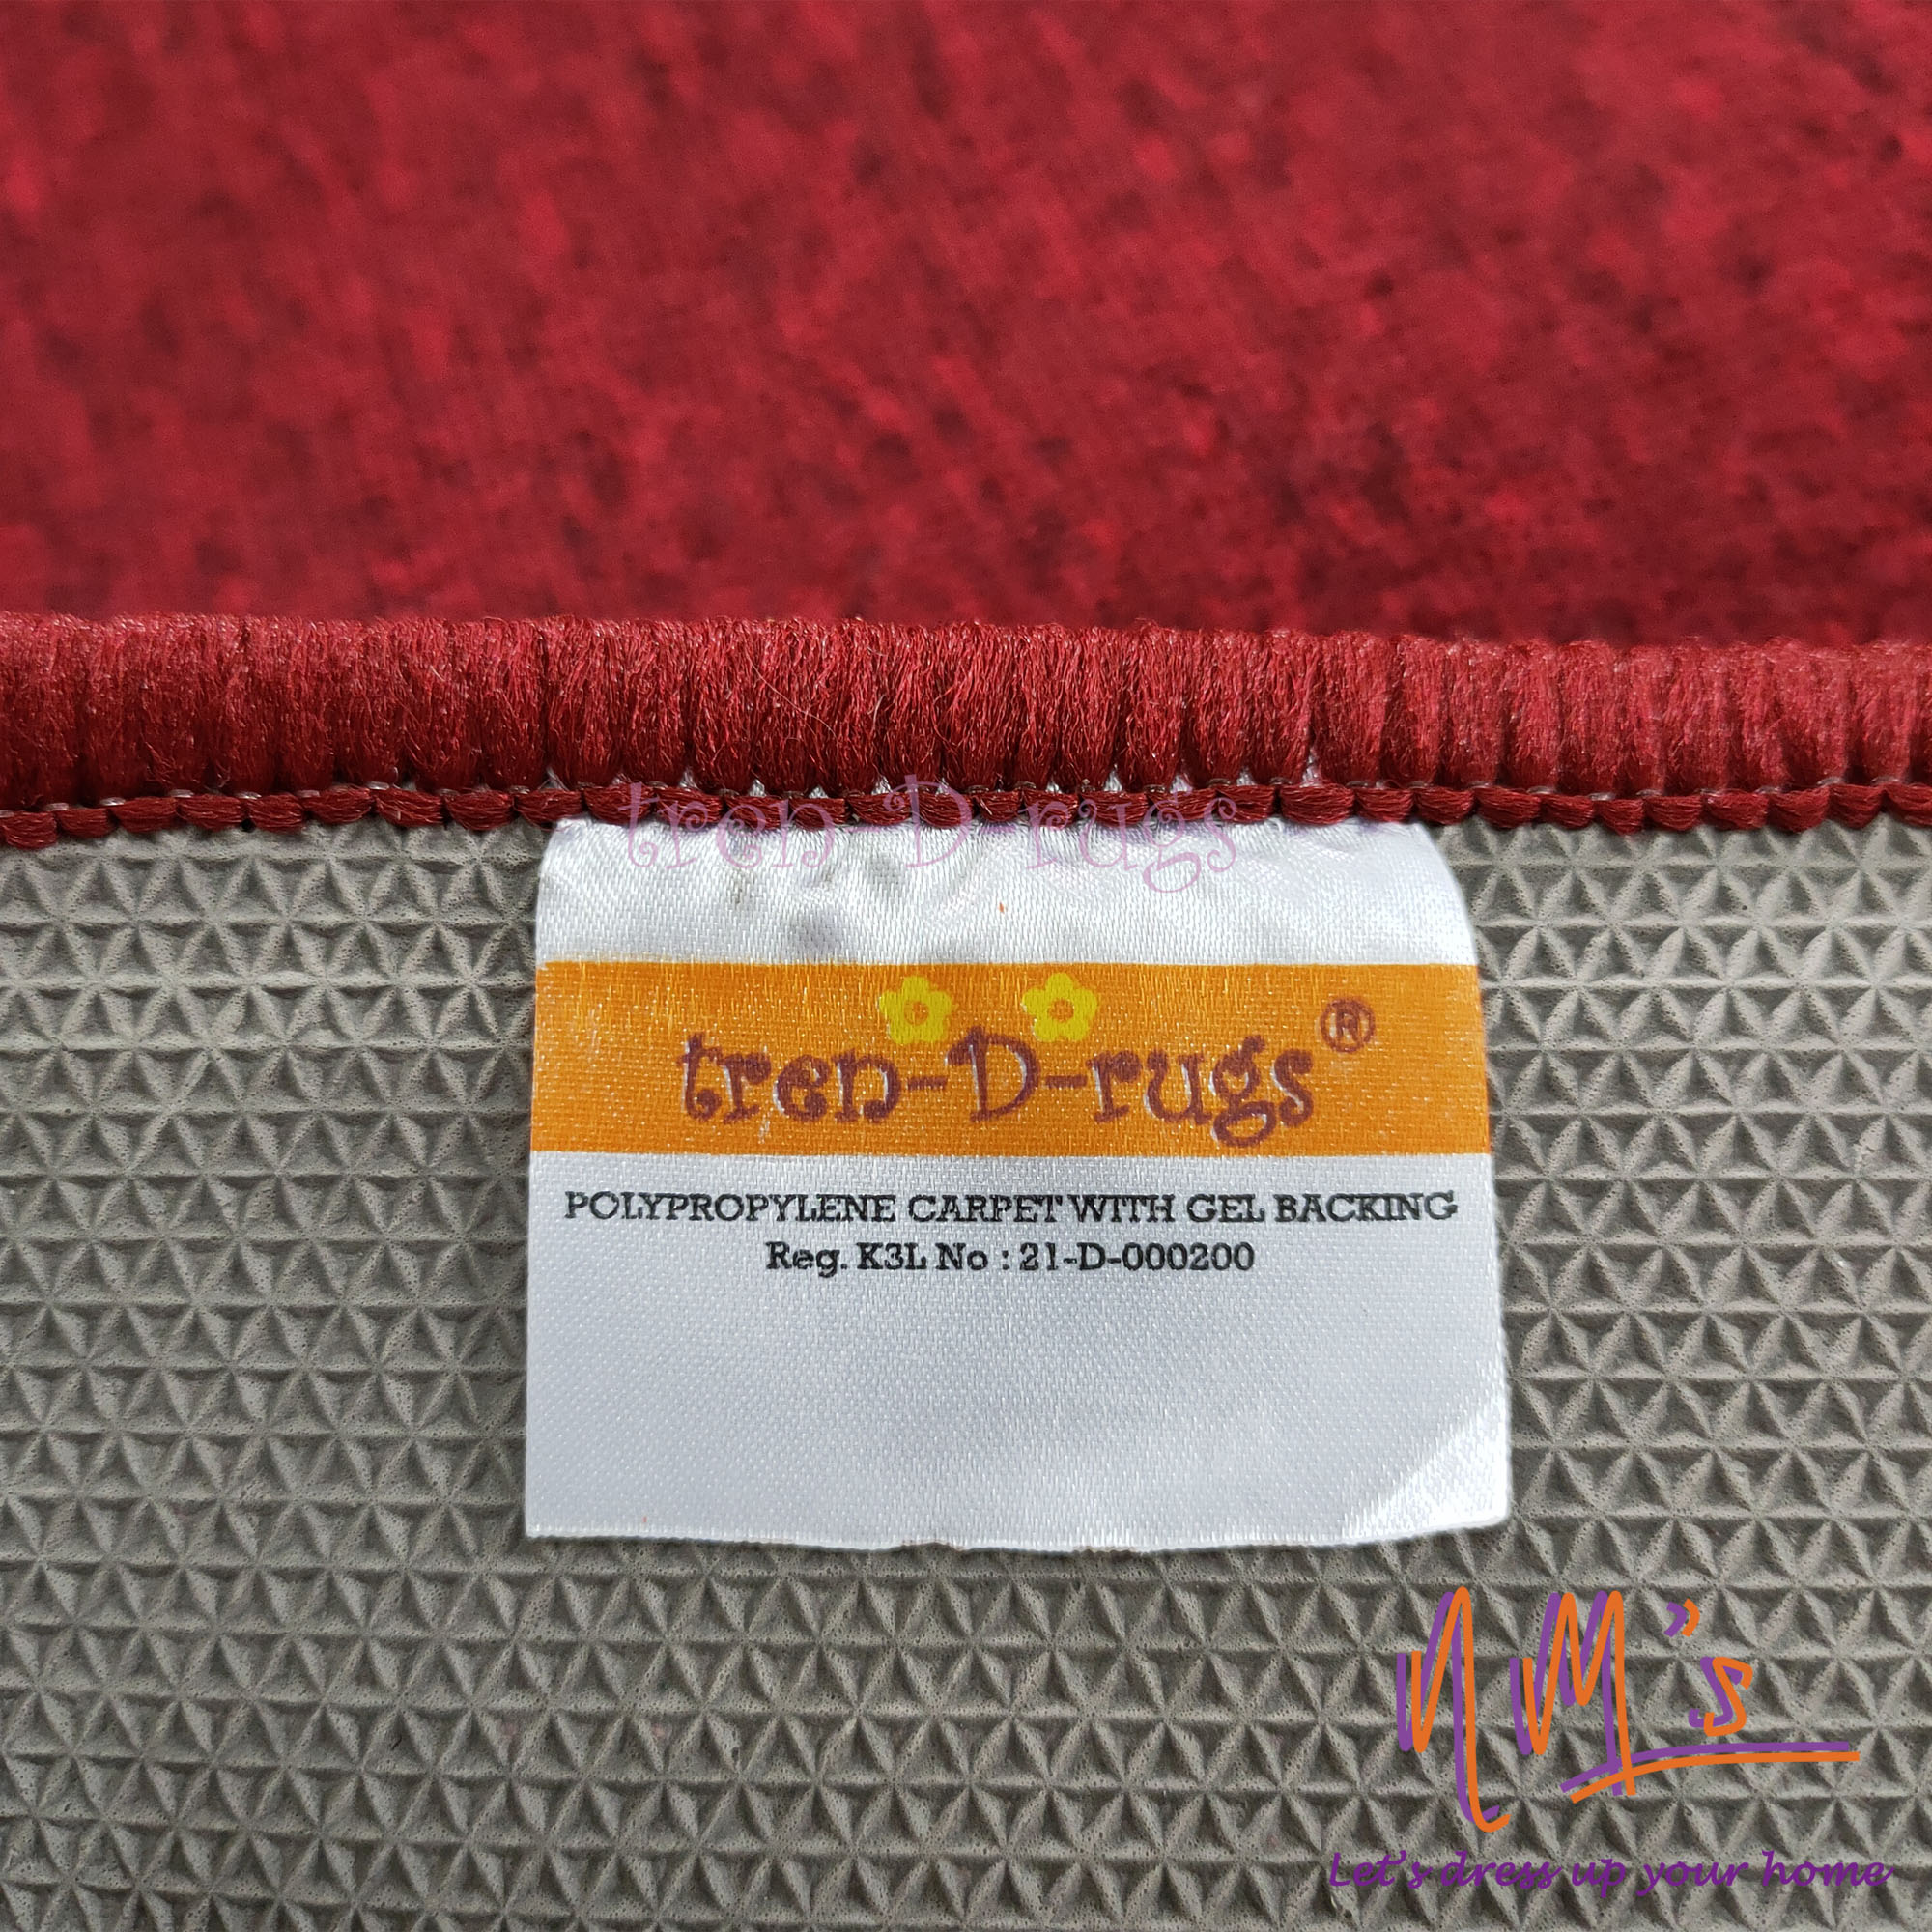 tren-D-rugs
tren-D-rugs®
POLYPROPYLENE CARPET WITH GEL BACKING
Reg. K3L No : 21-D-000200
NM's
Let's dress up your home